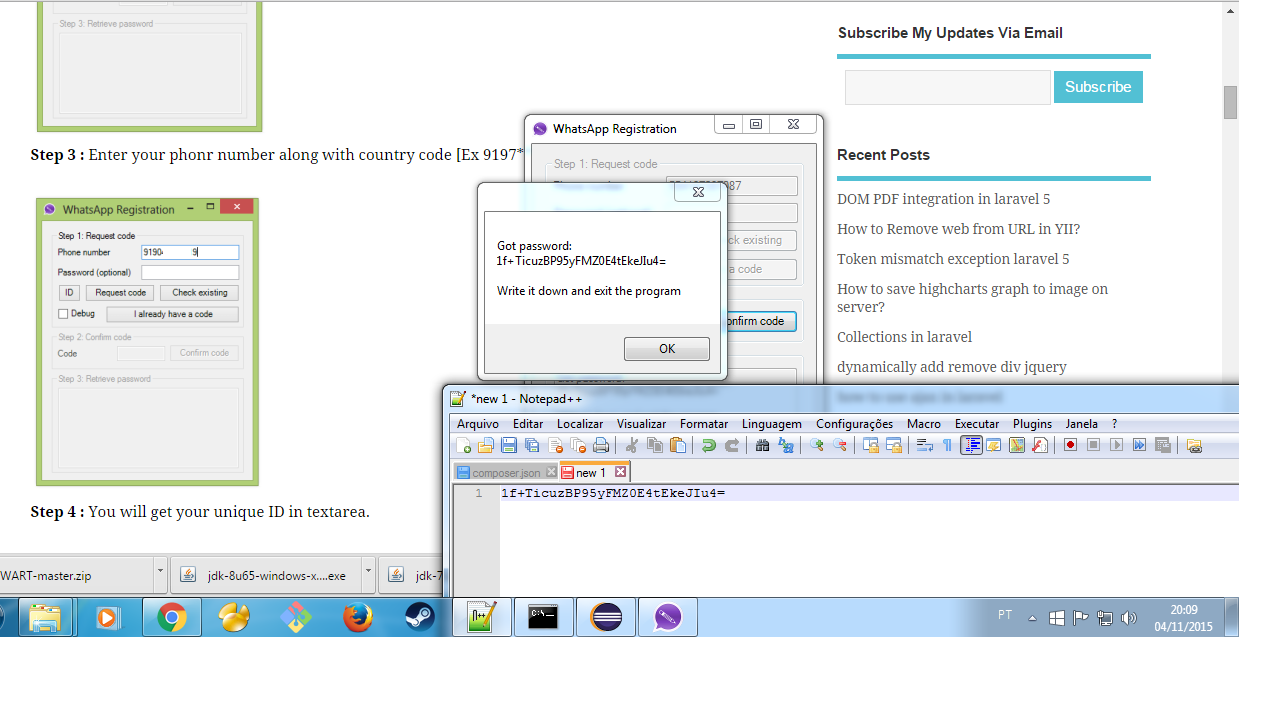 Step 3: Retrieve password
Step 3 : Enter your phonr number along with country code [Ex 9197*
WhatsApp Registration
Step 1: Request code
Phone number
9190
9
Password (optional)
ID
Request code
Check existing
Debug
I already have a code
Step 2: Confirm code
Code
Confirm code
Step 3: Retrieve password
Step 4 : You will get your unique ID in textarea.
WhatsApp Registration
Step 1: Request code
Got password:
1f+TicuzBP95yFMZ0E4tEkeJIu4=
Write it down and exit the program
OK
87
ck existing
a code
onfirm code
Subscribe My Updates Via Email
Subscribe
Recent Posts
DOM PDF integration in laravel 5
How to Remove web from URL in YII?
Token mismatch exception laravel 5
How to save highcharts graph to image on
server?
Collections in laravel
dynamically add remove div jquery
*new 1 - Notepad++
Arquivo Editar Localizar Visualizar Formatar Linguagem Configurações Macro Executar Plugins Janela ?
composer.json
new 1
1
1f+TicuzBP95yFMZ0E4tEkeJIu4=
WART-master.zip
jdk-8u65-windows-x....exe
jdk-7
PT
20:09
04/11/2015